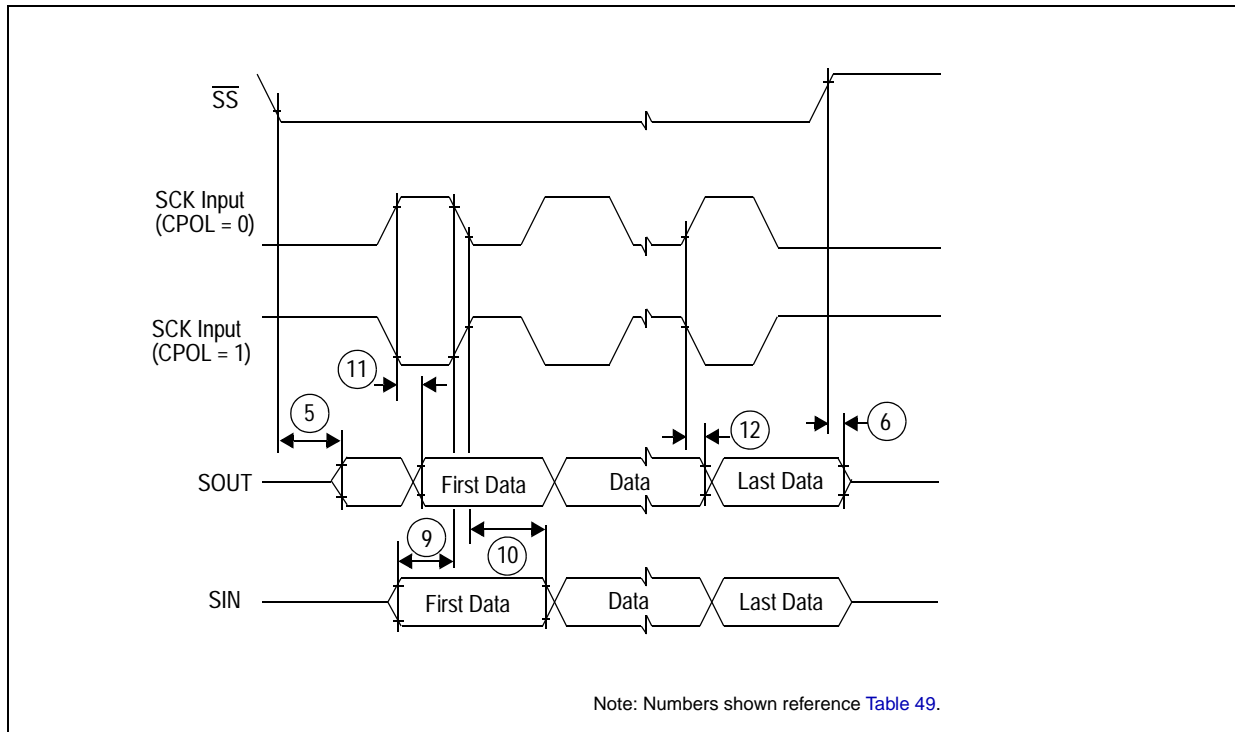 SS
SCK Input
(CPOL = 0)
SCK Input
(CPOL = 1)
11
5
12
6
SOUT
First Data
Data
Last Data
9
10
SIN
First Data
Data
Last Data
Note: Numbers shown reference Table 49.